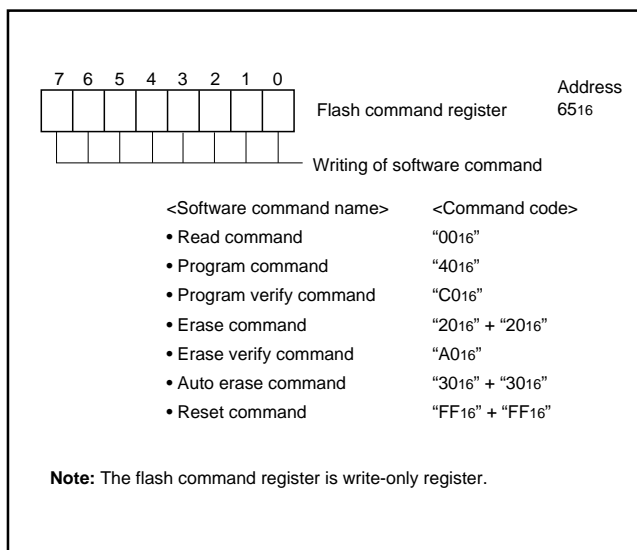 7 6 5 4 3 2 1 0
Address
Flash command register 6516
Writing of software command
<Software command name> <Command code>
• Read command “0016”
• Program command “4016”
• Program verify command “C016”
• Erase command “2016” + “2016”
• Erase verify command “A016”
• Auto erase command “3016” + “3016”
• Reset command “FF16” + “FF16”
Note: The flash command register is write-only register.